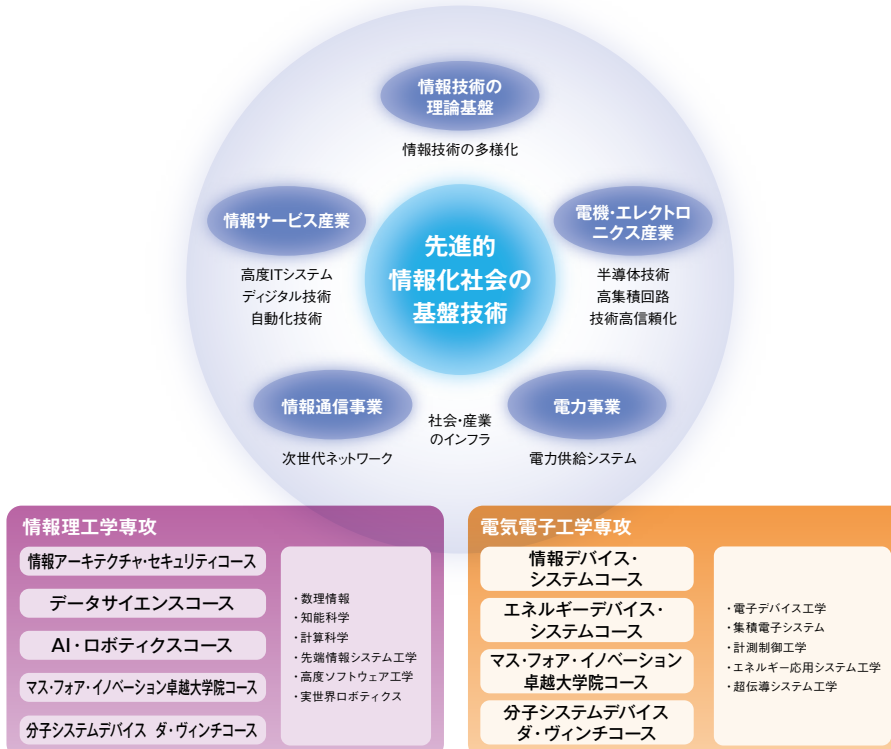 情報技術の
理論基盤
情報技術の多様化
情報サービス産業
高度ITシステム
ディジタル技術
自動化技術
先進的
情報化社会の
基盤技術
電機・エレクトロ
ニクス産業
半導体技術
高集積回路
技術高信頼化
情報通信事業
次世代ネットワーク
社会・産業
のインフラ
電力事業
電力供給システム
情報理工学専攻
情報アーキテクチャ・セキュリティコース
データサイエンスコース
AI・ロボティクスコース
マス・フォア・イノベーション卓越大学院コース
分子システムデバイス ダ・ヴィンチコース
・数理情報
・知能科学
・計算科学
・先端情報システム工学
・高度ソフトウェア工学
・実世界ロボティクス
電気電子工学専攻
情報デバイス・
システムコース
エネルギーデバイス・
システムコース
マス・フォア・イノベーション
卓越大学院コース
分子システムデバイス
ダ・ヴィンチコース
・電子デバイス工学
・集積電子システム
・計測制御工学
・エネルギー応用システム工学
・超伝導システム工学